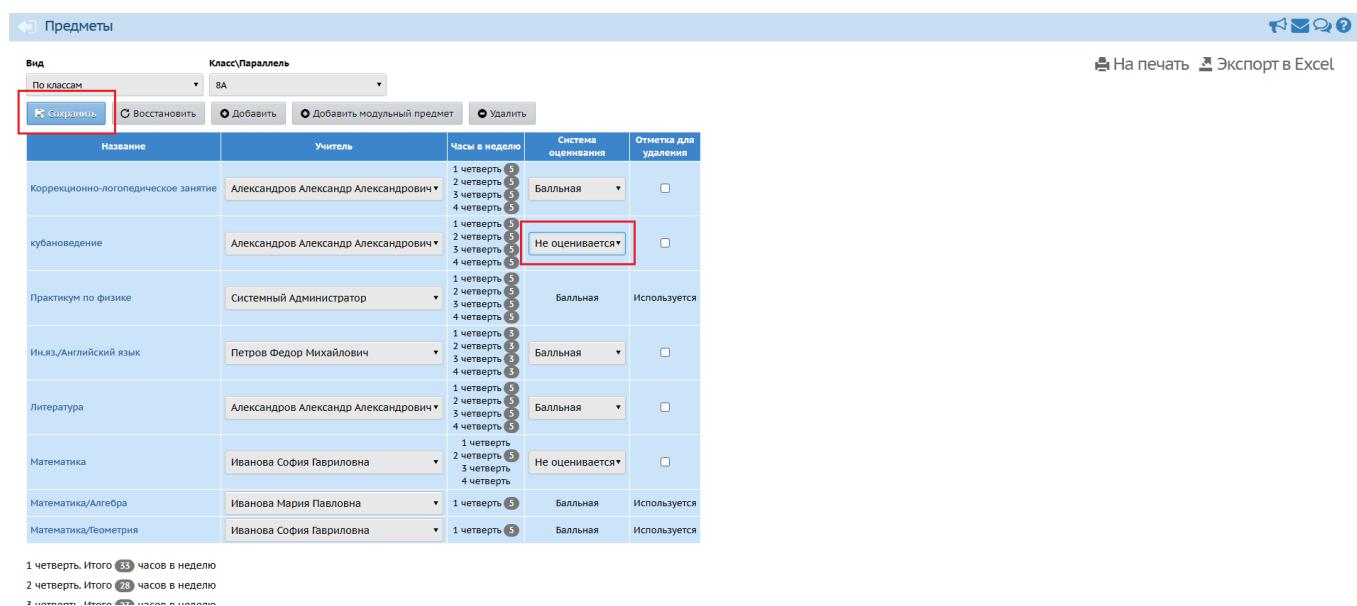 Предметы
Вид Класс\Параллель
На печать Экспорт в Excel
По классам 8А
Сохранить Восстановить Добавить Добавить модульный предмет Удалить
Название Учитель Часы в неделю Система оценивания Отметка для удаления
1 четверть 5
2 четверть 5
Коррекционно-логопедическое занятие Александров Александр Александрович Балльная
3 четверть 5
4 четверть 5
1 четверть 5
2 четверть 5
кубановедение Александров Александр Александрович Не оценивается
3 четверть 5
4 четверть 5
1 четверть 5
2 четверть 5
Практикум по физике Системный Администратор Балльная Используется
3 четверть 5
4 четверть 5
1 четверть 3
2 четверть 3
Ин.яз./Английский язык Петров Федор Михайлович Балльная
3 четверть 3
4 четверть 3
1 четверть 5
2 четверть 5
Литература Александров Александр Александрович Балльная
3 четверть 5
4 четверть 5
1 четверть
2 четверть 5
Математика Иванова София Гавриловна Не оценивается
3 четверть
4 четверть
Математика/Алгебра Иванова Мария Павловна 1 четверть 5 Балльная Используется
Математика/Геометрия Иванова София Гавриловна 1 четверть 5 Балльная Используется
1 четверть. Итого 33 часов в неделю
2 четверть. Итого 28 часов в неделю